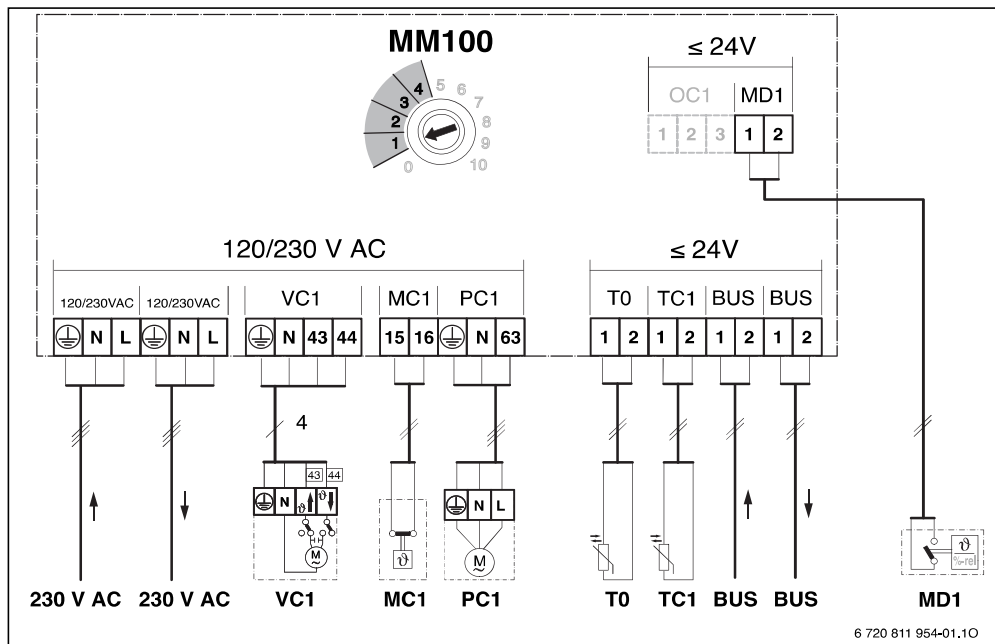 MM100
≤ 24V
OC1 MD1
1 2 3 1 2
0 1 2 3 4 5 6 7 8 9 10
120/230 V AC
≤ 24V
120/230VAC 120/230VAC VC1 MC1 PC1 T0 TC1 BUS BUS
N L N L N 43 44 15 16 N 63 1 2 1 2 1 2 1 2
4
43 44
N ϑ ϑ N L
M ~ ϑ M ~ ϑ %-rel
230 V AC 230 V AC VC1 MC1 PC1 T0 TC1 BUS BUS MD1
6 720 811 954-01.1O